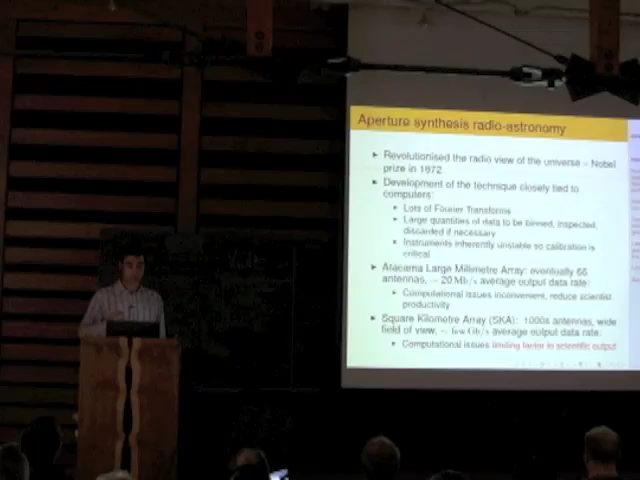 Aperture synthesis radio-astronomy
Revolutionised the radio view of the universe – Nobel
prize in 1972
Development of the technique closely tied to
computers:
Lots of Fourier Transforms
Large quantities of data to be binned, inspected,
discarded if necessary
Instruments inherently unstable so calibration is
critical
Atacama Large Millimetre Array: eventually 66
antennas, ∼ 20 Mb/s average output data rate:
Computational issues inconvenient, reduce scientist
productivity
Square Kilometre Array (SKA): 1000s antennas, wide
field of view, ∼ few Gb/s average output data rate:
Computational issues limiting factor in scientific output